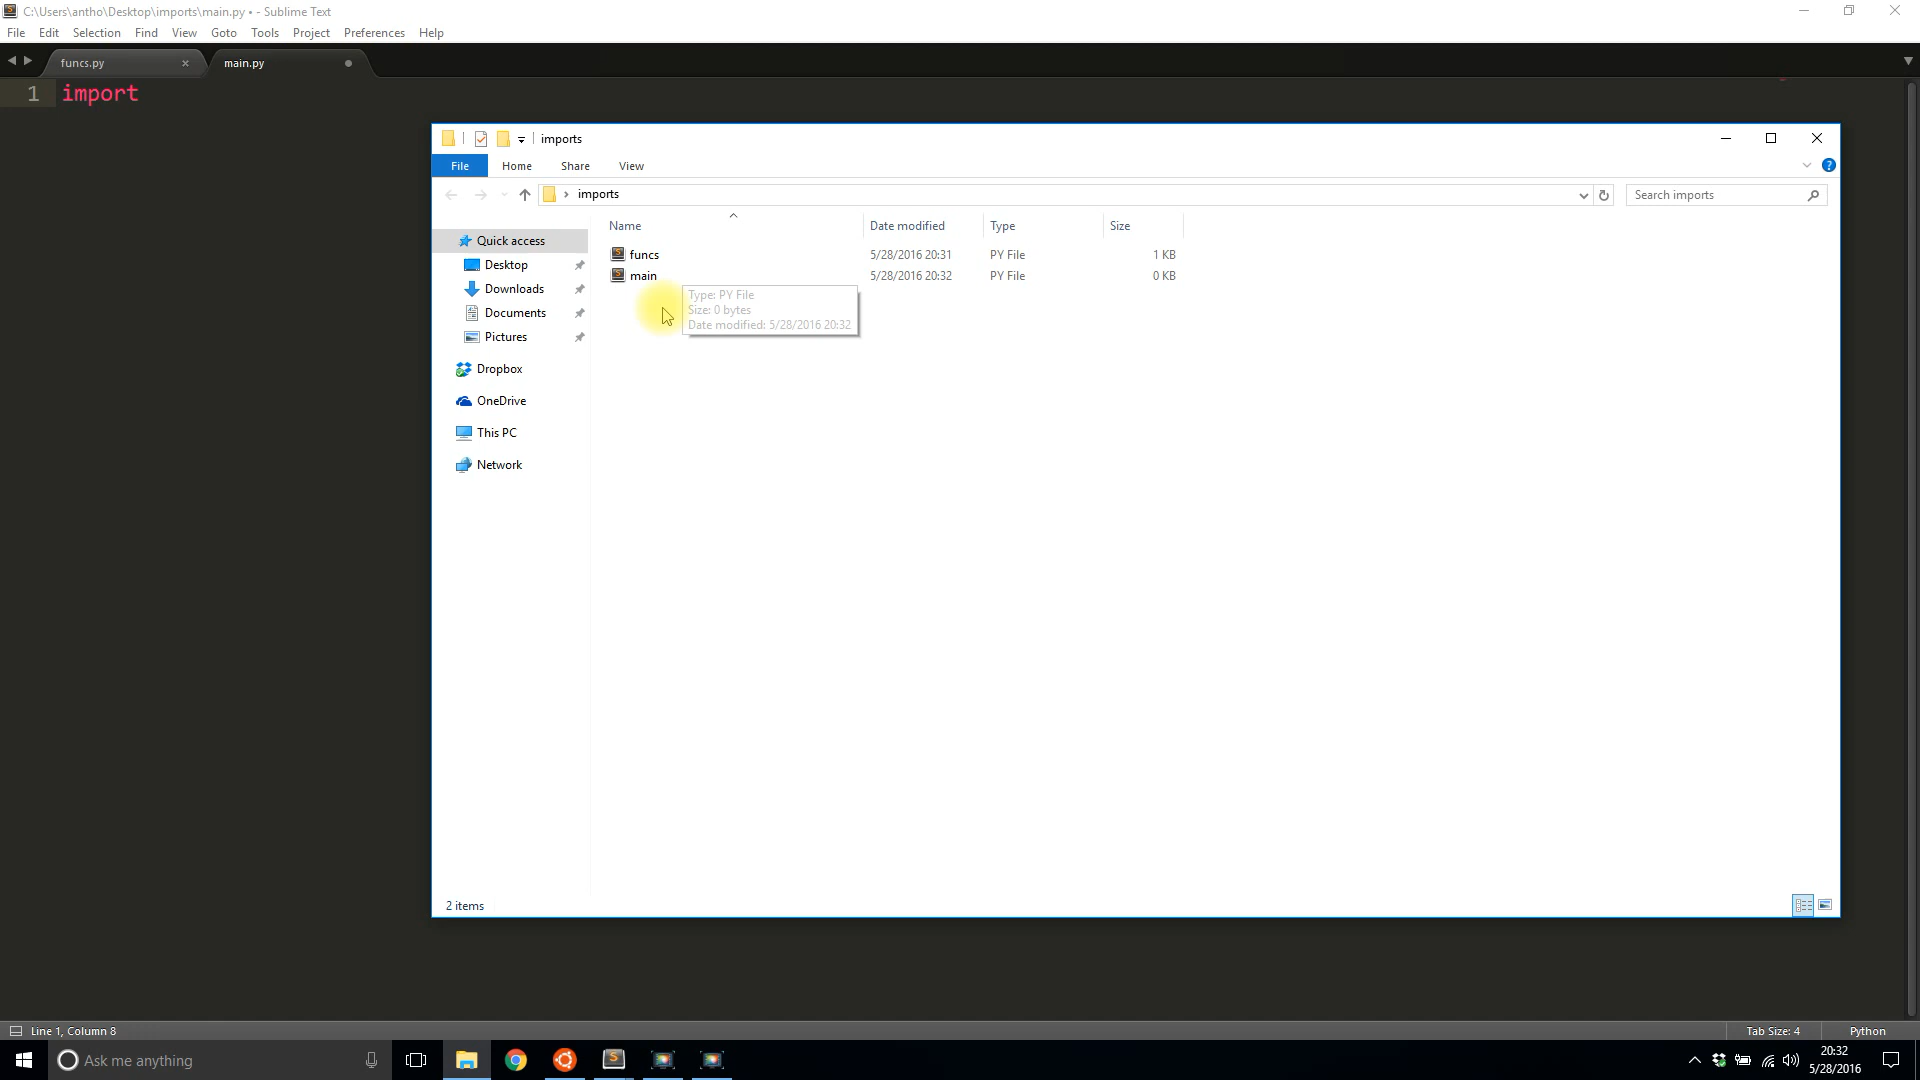 C:\Users\antho\Desktop\imports\main.py • - Sublime Text
File Edit Selection Find View Goto Tools Project Preferences Help
funcs.py main.py
1 import
imports
File Home Share View
imports
Search imports
Name Date modified Type Size
funcs 5/28/2016 20:31 PY File 1 KB
main 5/28/2016 20:32 PY File 0 KB
Type: PY File
Size: 0 bytes
Date modified: 5/28/2016 20:32
Quick access
Desktop
Downloads
Documents
Pictures
Dropbox
OneDrive
This PC
Network
2 items
Line 1, Column 8 Tab Size: 4 Python
Ask me anything
20:32
5/28/2016